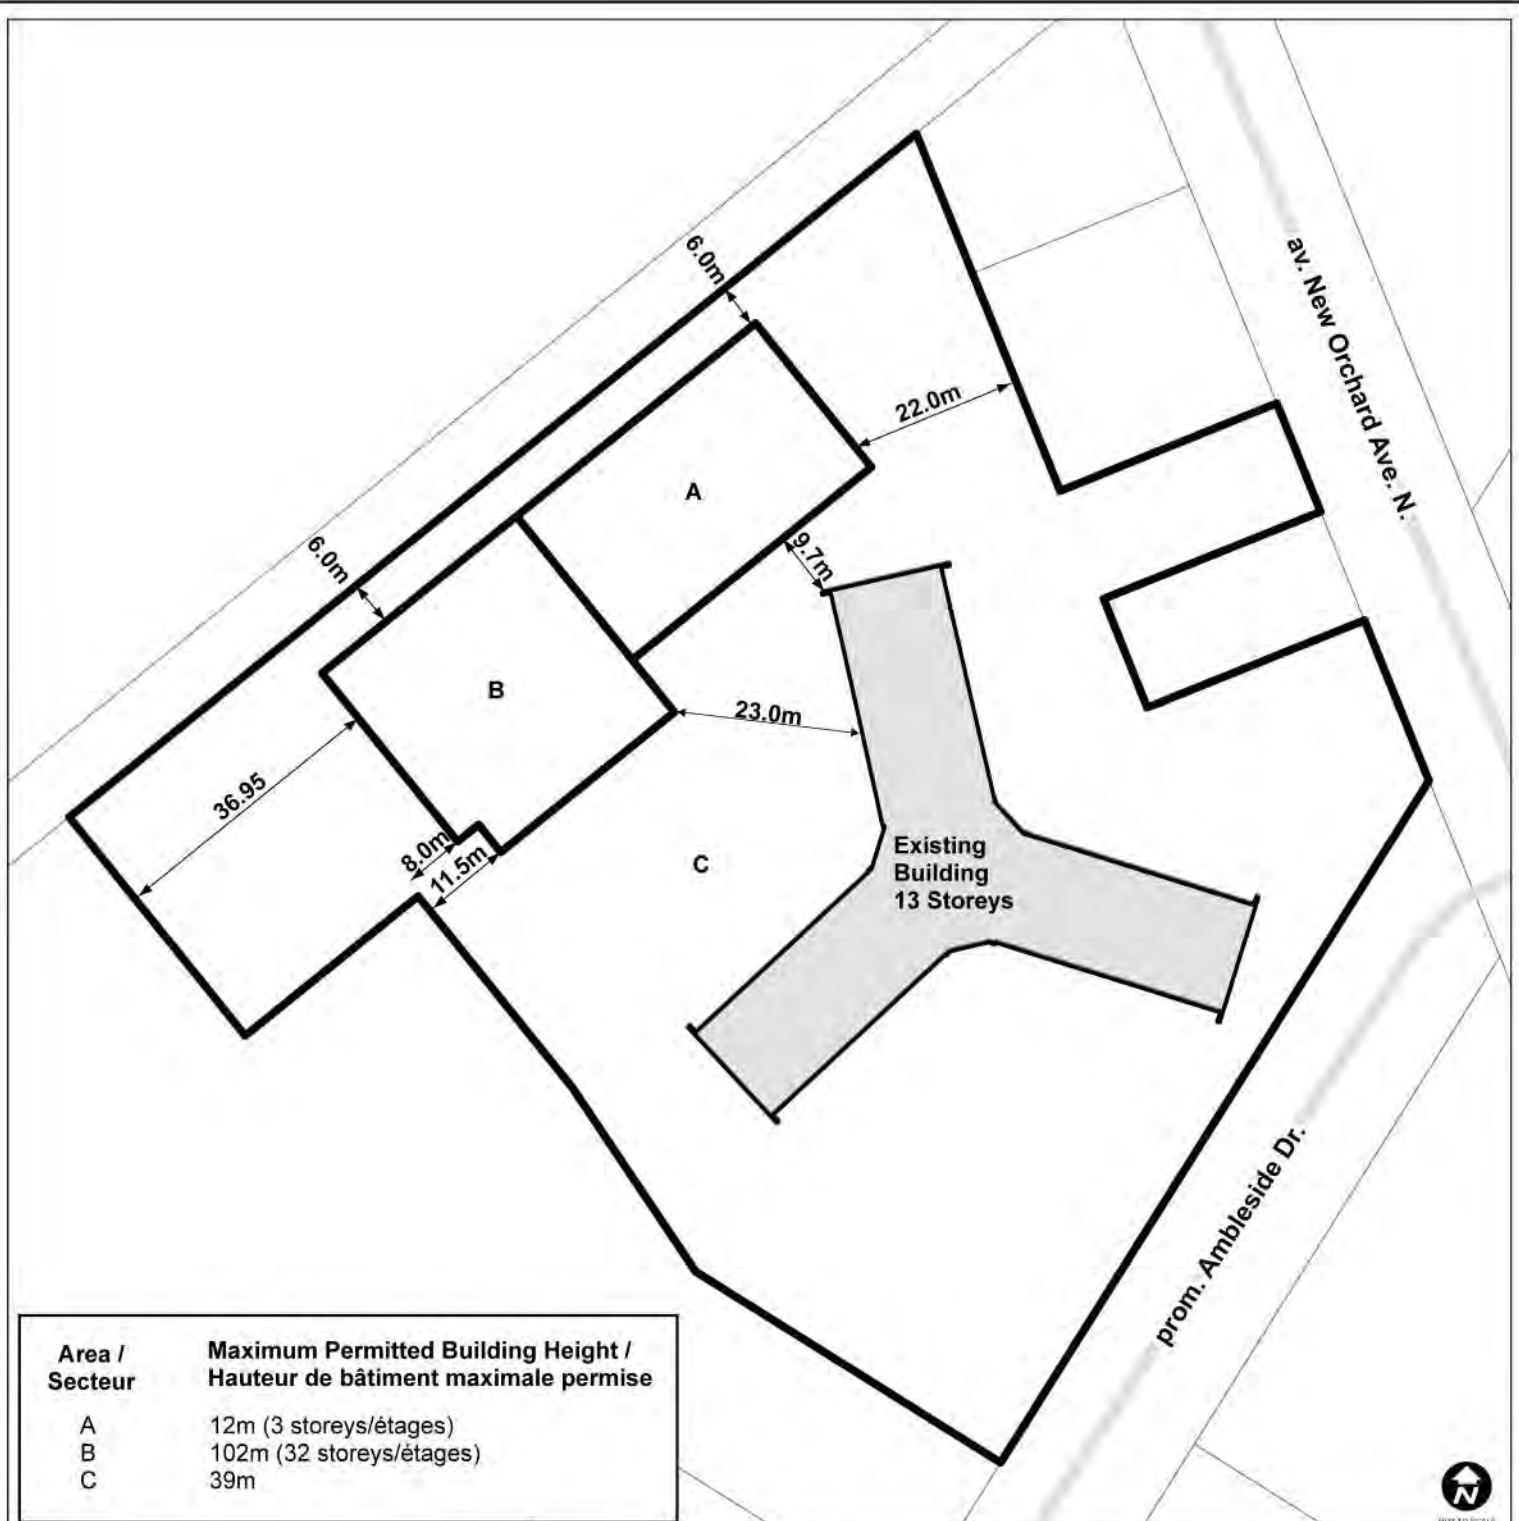 av. New Orchard Ave. N.
6.0m
22.0m
A
9.7m
6.0m
B
23.0m
36.95
8.0m
11.5m
C
Existing
Building
13 Storeys
prom. Ambleside Dr.
Area /
Secteur
Maximum Permitted Building Height /
Hauteur de bâtiment maximale permise
A 12m (3 storeys/étages)
B 102m (32 storeys/étages)
C 39m
N